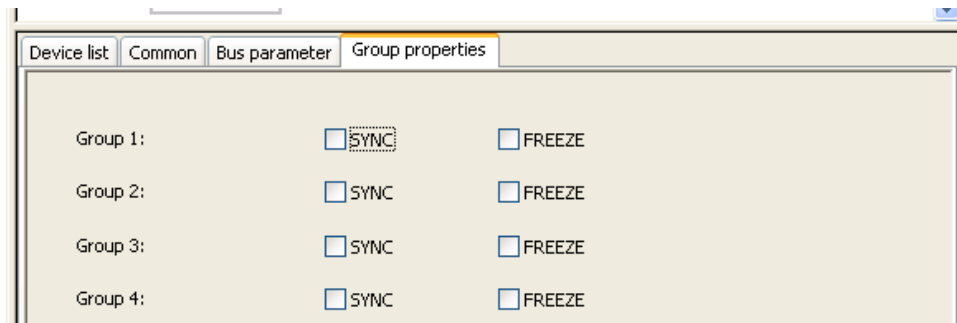 Device list Common Bus parameter Group properties
Group 1: SYNC FREEZE
Group 2: SYNC FREEZE
Group 3: SYNC FREEZE
Group 4: SYNC FREEZE